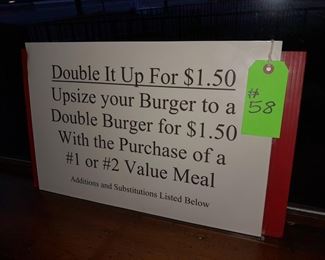 Double It Up For $1.50
Upsize your Burger to a
Double Burger for $1.50
With the Purchase of a
#1 or #2 Value Meal
Additions and Substitutions Listed Below
#
58